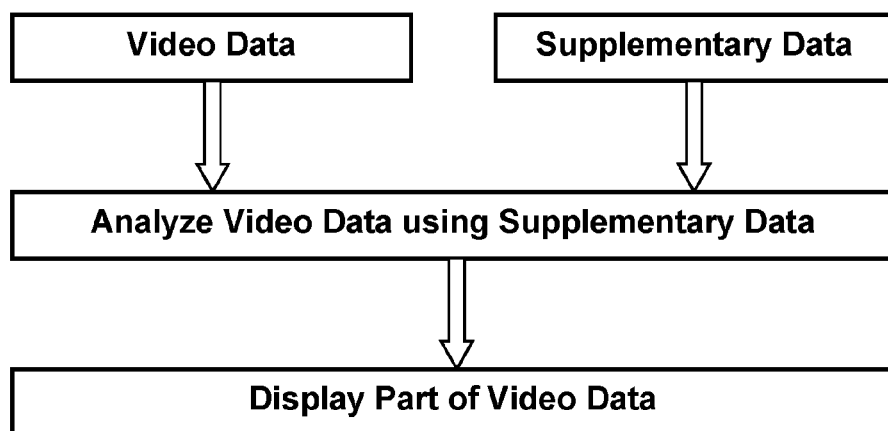 Video Data
Supplementary Data
Analyze Video Data using Supplementary Data
Display Part of Video Data